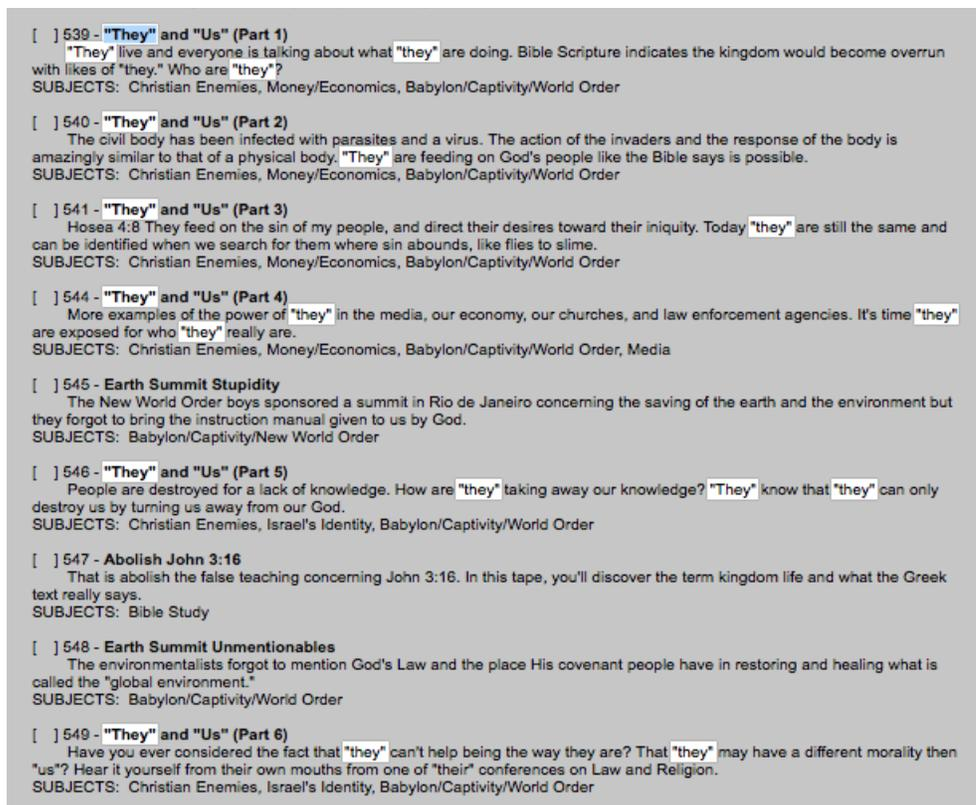 [ ] 539 - "They" and "Us" (Part 1)
"They" live and everyone is talking about what "they" are doing. Bible Scripture indicates the kingdom would become overrun
with likes of "they." Who are "they"?
SUBJECTS: Christian Enemies, Money/Economics, Babylon/Captivity/World Order
[ ] 540 - "They" and "Us" (Part 2)
The civil body has been infected with parasites and a virus. The action of the invaders and the response of the body is
amazingly similar to that of a physical body. "They" are feeding on God's people like the Bible says is possible.
SUBJECTS: Christian Enemies, Money/Economics, Babylon/Captivity/World Order
[ ] 541 - "They" and "Us" (Part 3)
Hosea 4:8 They feed on the sin of my people, and direct their desires toward their iniquity. Today "they" are still the same and
can be identified when we search for them where sin abounds, like flies to slime.
SUBJECTS: Christian Enemies, Money/Economics, Babylon/Captivity/World Order
[ ] 544 - "They" and "Us" (Part 4)
More examples of the power of "they" in the media, our economy, our churches, and law enforcement agencies. It's time "they"
are exposed for who "they" really are.
SUBJECTS: Christian Enemies, Money/Economics, Babylon/Captivity/World Order, Media
[ ] 545 - Earth Summit Stupidity
The New World Order boys sponsored a summit in Rio de Janeiro concerning the saving of the earth and the environment but
they forgot to bring the instruction manual given to us by God.
SUBJECTS: Babylon/Captivity/New World Order
[ ] 546 - "They" and "Us" (Part 5)
People are destroyed for a lack of knowledge. How are "they" taking away our knowledge? "They" know that "they" can only
destroy us by turning us away from our God.
SUBJECTS: Christian Enemies, Israel's Identity, Babylon/Captivity/World Order
[ ] 547 - Abolish John 3:16
That is abolish the false teaching concerning John 3:16. In this tape, you'll discover the term kingdom life and what the Greek
text really says.
SUBJECTS: Bible Study
[ ] 548 - Earth Summit Unmentionables
The environmentalists forgot to mention God's Law and the place His covenant people have in restoring and healing what is
called the "global environment."
SUBJECTS: Babylon/Captivity/World Order
[ ] 549 - "They" and "Us" (Part 6)
Have you ever considered the fact that "they" can't help being the way they are? That "they" may have a different morality then
"us"? Hear it yourself from their own mouths from one of "their" conferences on Law and Religion.
SUBJECTS: Christian Enemies, Israel's Identity, Babylon/Captivity/World Order